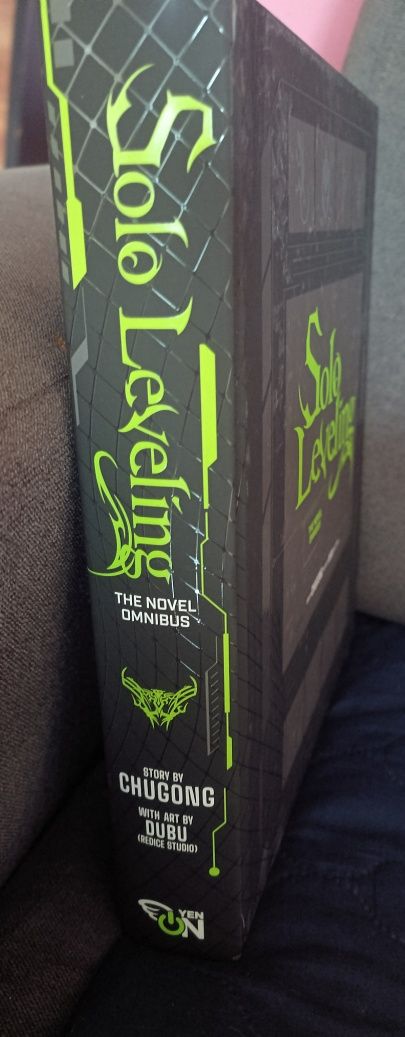 Solo Leveling
THE NOVEL
OMNIBUS
STORY BY
CHUGONG
WITH ART BY
DUBU
(REDICE STUDIO)
YEN
ON
Solo
Leveling